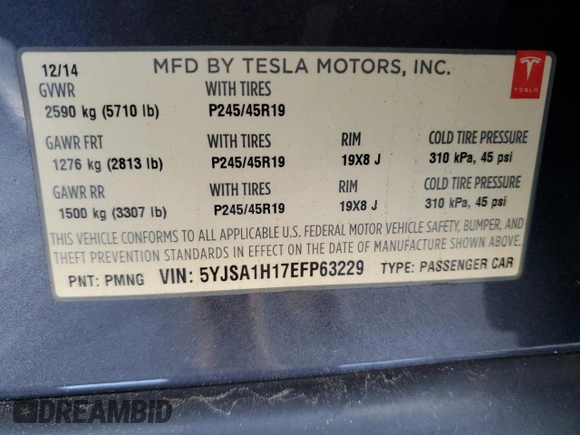 12/14 MFD BY TESLA MOTORS, INC.
TESLA
GVWR WITH TIRES
2590 kg (5710 lb) P245/45R19
GAWR FRT WITH TIRES RIM COLD TIRE PRESSURE
1276 kg (2813 lb) P245/45R19 19X8 J 310 kPa, 45 psi
GAWR RR WITH TIRES RIM COLD TIRE PRESSURE
1500 kg (3307 lb) P245/45R19 19X8 J 310 kPa, 45 psi
THIS VEHICLE CONFORMS TO ALL APPLICABLE U.S. FEDERAL MOTOR VEHICLE SAFETY, BUMPER, AND
THEFT PREVENTION STANDARDS IN EFFECT ON THE DATE OF MANUFACTURE SHOWN ABOVE.
PNT: PMNG VIN: 5YJSA1H17EFP63229 TYPE: PASSENGER CAR
DREAMBID